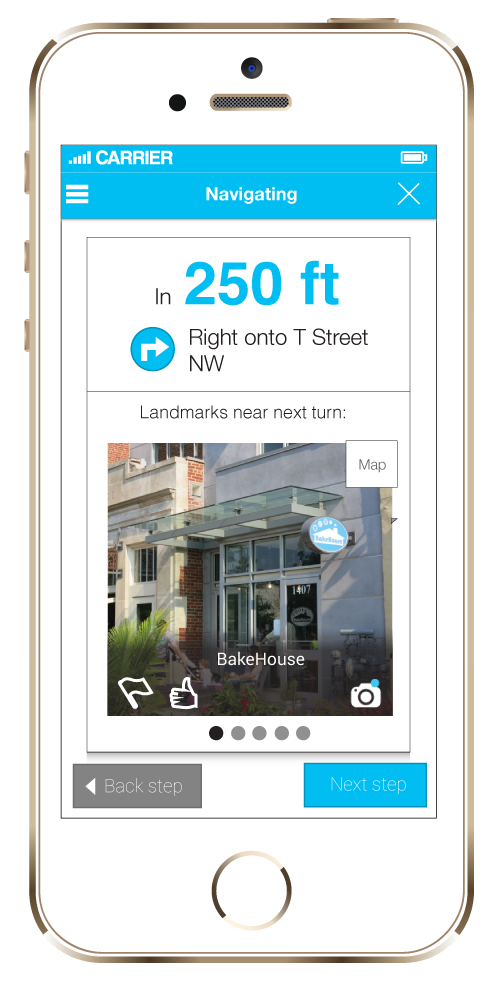 CARRIER
Navigating
In 250 ft
Right onto T Street
NW
Landmarks near next turn:
Map
BakeHouse
1407
BakeHouse
Back step
Next step